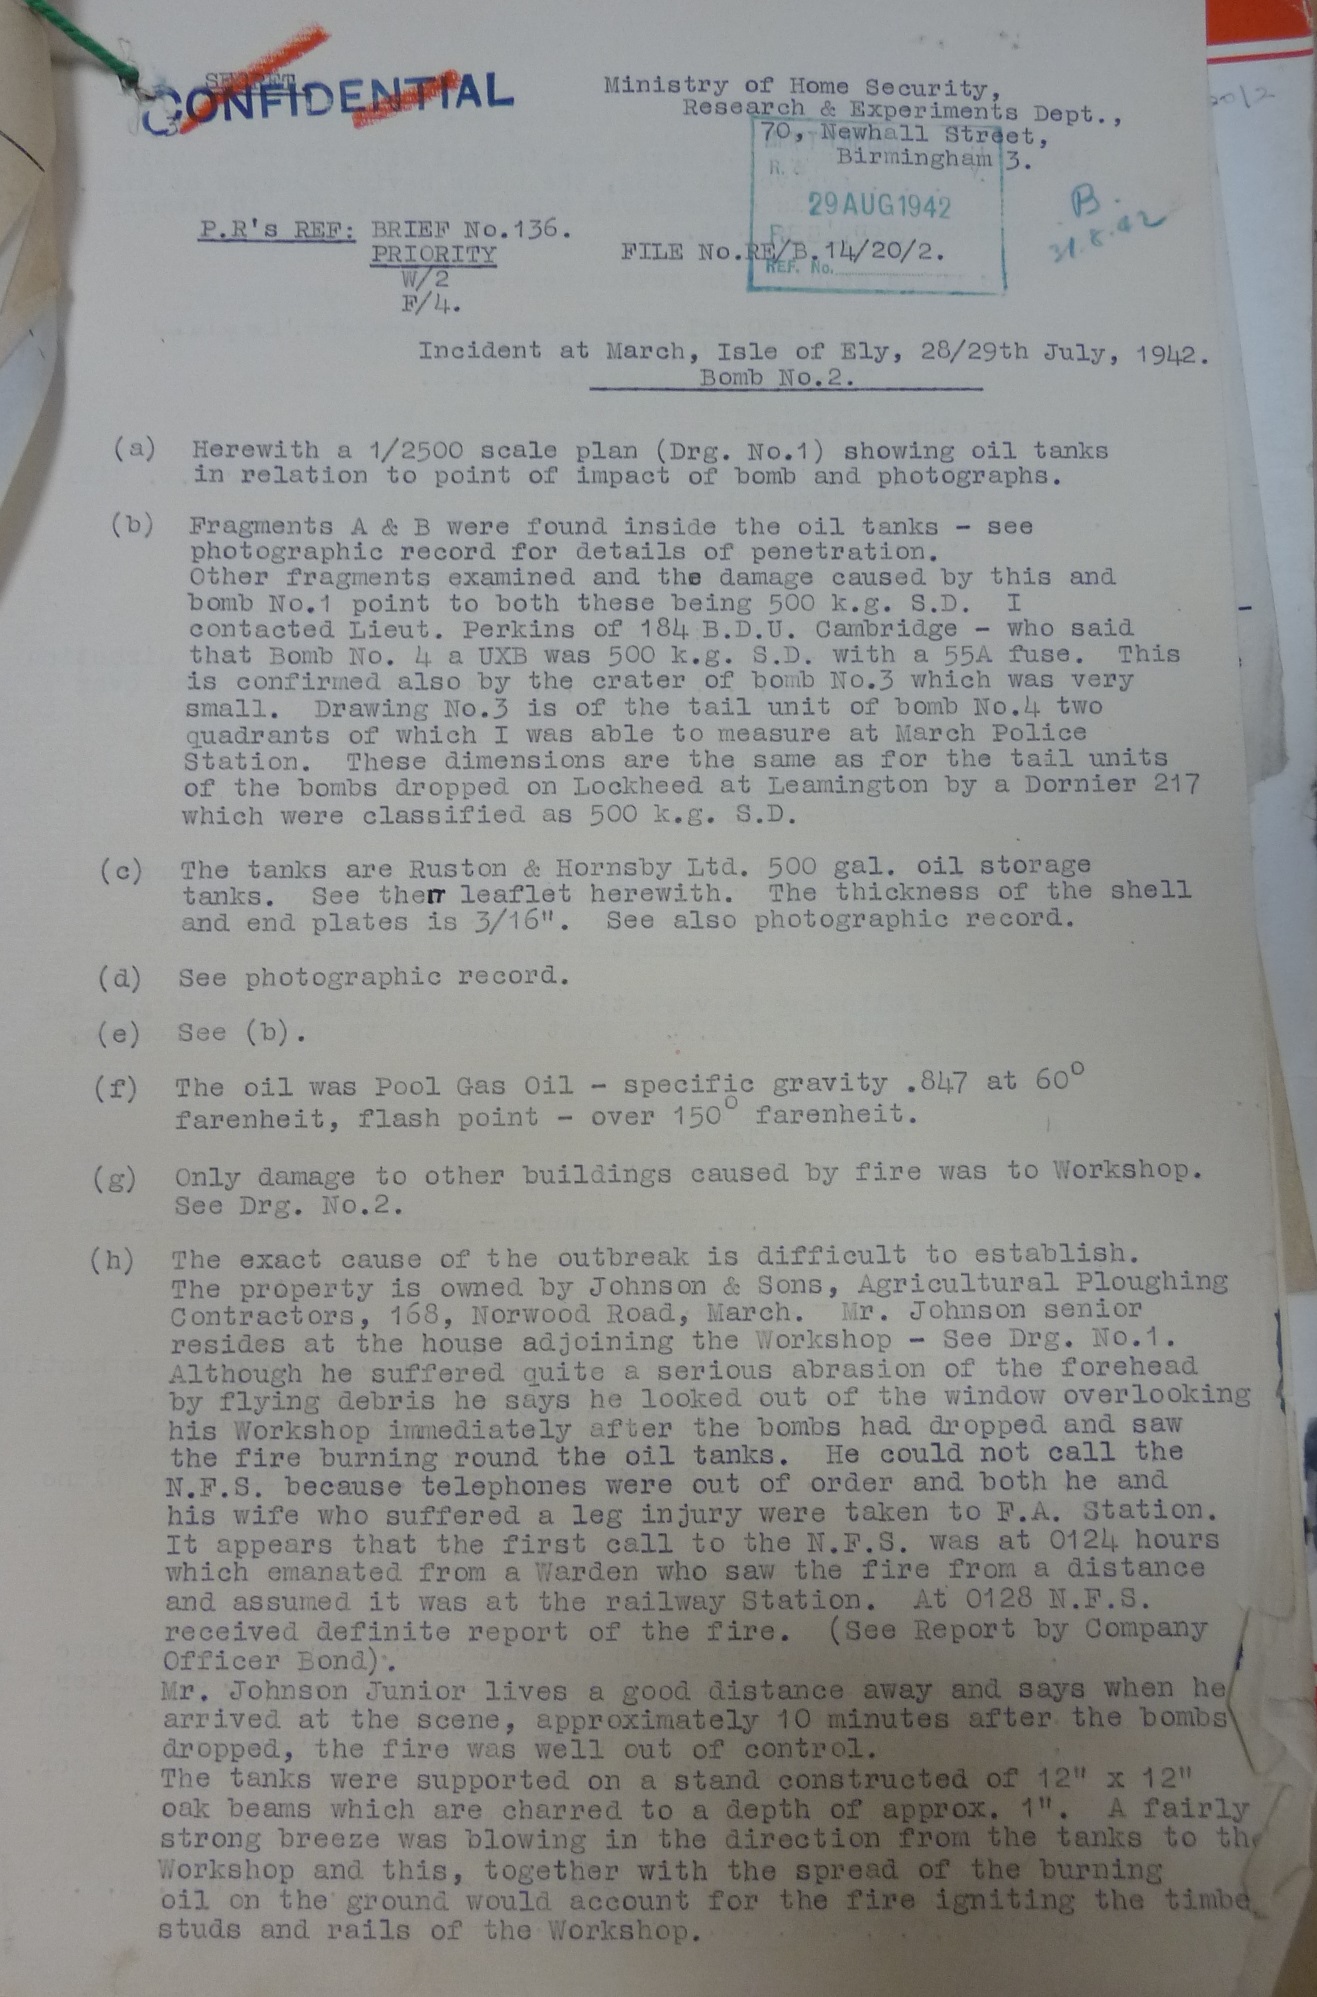 SECRET
CONFIDENTIAL
Ministry of Home Security,
Research & Experiments Dept.,
70, Newhall Street,
Birmingham 3.
29 AUG 1942
B.
31.8.42
P.R's REF: BRIEF No.136.
PRIORITY
W/2
F/4.
FILE No.RE/B.14/20/2.
REF. No.
Incident at March, Isle of Ely, 28/29th July, 1942.
Bomb No.2.
(a) Herewith a 1/2500 scale plan (Drg. No.1) showing oil tanks
in relation to point of impact of bomb and photographs.
(b) Fragments A & B were found inside the oil tanks - see
photographic record for details of penetration.
Other fragments examined and the damage caused by this and
bomb No.1 point to both these being 500 k.g. S.D. I
contacted Lieut. Perkins of 184 B.D.U. Cambridge - who said
that Bomb No. 4 a UXB was 500 k.g. S.D. with a 55A fuse. This
is confirmed also by the crater of bomb No.3 which was very
small. Drawing No.3 is of the tail unit of bomb No.4 two
quadrants of which I was able to measure at March Police
Station. These dimensions are the same as for the tail units
of the bombs dropped on Lockheed at Leamington by a Dornier 217
which were classified as 500 k.g. S.D.
(c) The tanks are Ruston & Hornsby Ltd. 500 gal. oil storage
tanks. See their leaflet herewith. The thickness of the shell
and end plates is 3/16". See also photographic record.
(d) See photographic record.
(e) See (b).
(f) The oil was Pool Gas Oil - specific gravity .847 at 60°
farenheit, flash point - over 150° farenheit.
(g) Only damage to other buildings caused by fire was to Workshop.
See Drg. No.2.
(h) The exact cause of the outbreak is difficult to establish.
The property is owned by Johnson & Sons, Agricultural Ploughing
Contractors, 168, Norwood Road, March. Mr. Johnson senior
resides at the house adjoining the Workshop - See Drg. No.1.
Although he suffered quite a serious abrasion of the forehead
by flying debris he says he looked out of the window overlooking
his Workshop immediately after the bombs had dropped and saw
the fire burning round the oil tanks. He could not call the
N.F.S. because telephones were out of order and both he and
his wife who suffered a leg injury were taken to F.A. Station.
It appears that the first call to the N.F.S. was at 0124 hours
which emanated from a Warden who saw the fire from a distance
and assumed it was at the railway Station. At 0128 N.F.S.
received definite report of the fire. (See Report by Company
Officer Bond).
Mr. Johnson Junior lives a good distance away and says when he
arrived at the scene, approximately 10 minutes after the bombs
dropped, the fire was well out of control.
The tanks were supported on a stand constructed of 12" x 12"
oak beams which are charred to a depth of approx. 1". A fairly
strong breeze was blowing in the direction from the tanks to the
Workshop and this, together with the spread of the burning
oil on the ground would account for the fire igniting the timbe
studs and rails of the Workshop.